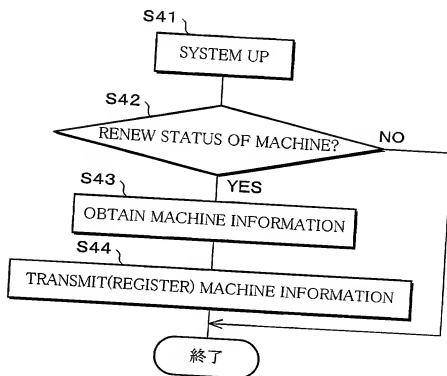 S41
SYSTEM UP
S42
RENEW STATUS OF MACHINE?
NO
YES
S43
OBTAIN MACHINE INFORMATION
S44
TRANSMIT(REGISTER) MACHINE INFORMATION
終了